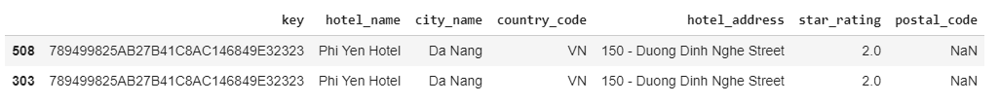 key hotel_name city_name country_code hotel_address star_rating postal_code
508 789499825AB27B41C8AC146849E32323 Phi Yen Hotel Da Nang VN 150 - Duong Dinh Nghe Street 2.0 NaN
303 789499825AB27B41C8AC146849E32323 Phi Yen Hotel Da Nang VN 150 - Duong Dinh Nghe Street 2.0 NaN